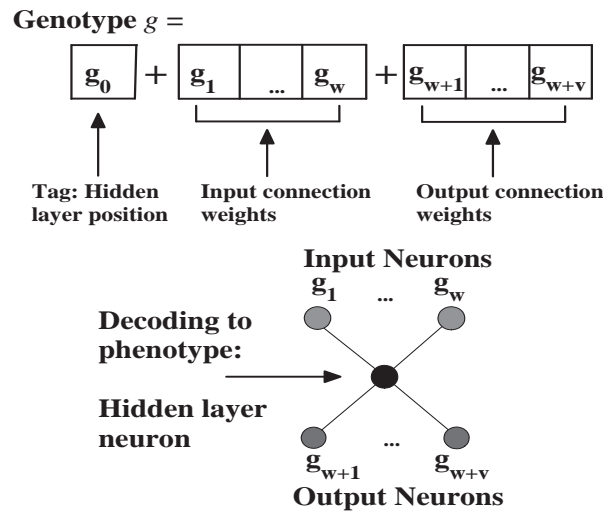 Genotype g =
g0 + g1 ... gw + gw+1 ... gw+v
Tag: Hidden
layer position
Input connection
weights
Output connection
weights
Input Neurons
g1 ... gw
Decoding to
phenotype:
Hidden layer
neuron
gw+1 ... gw+v
Output Neurons